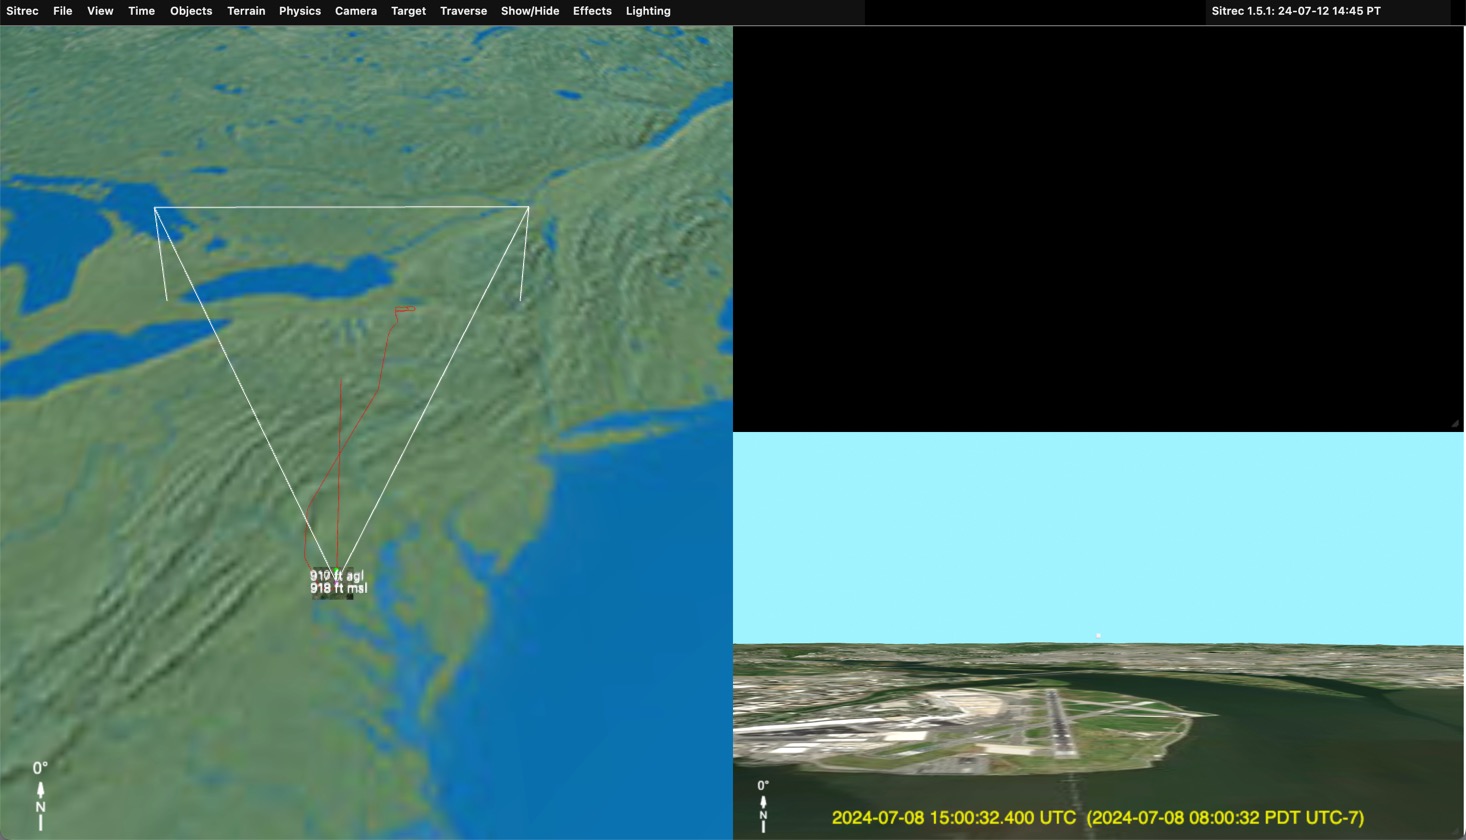 Sitrec File View Time Objects Terrain Physics Camera Target Traverse Show/Hide Effects Lighting Sitrec 1.5.1: 24-07-12 14:45 PT
917 ft agl
918 ft msl
0°
N
0°
N
2024-07-08 15:00:32.400 UTC (2024-07-08 08:00:32 PDT UTC-7)